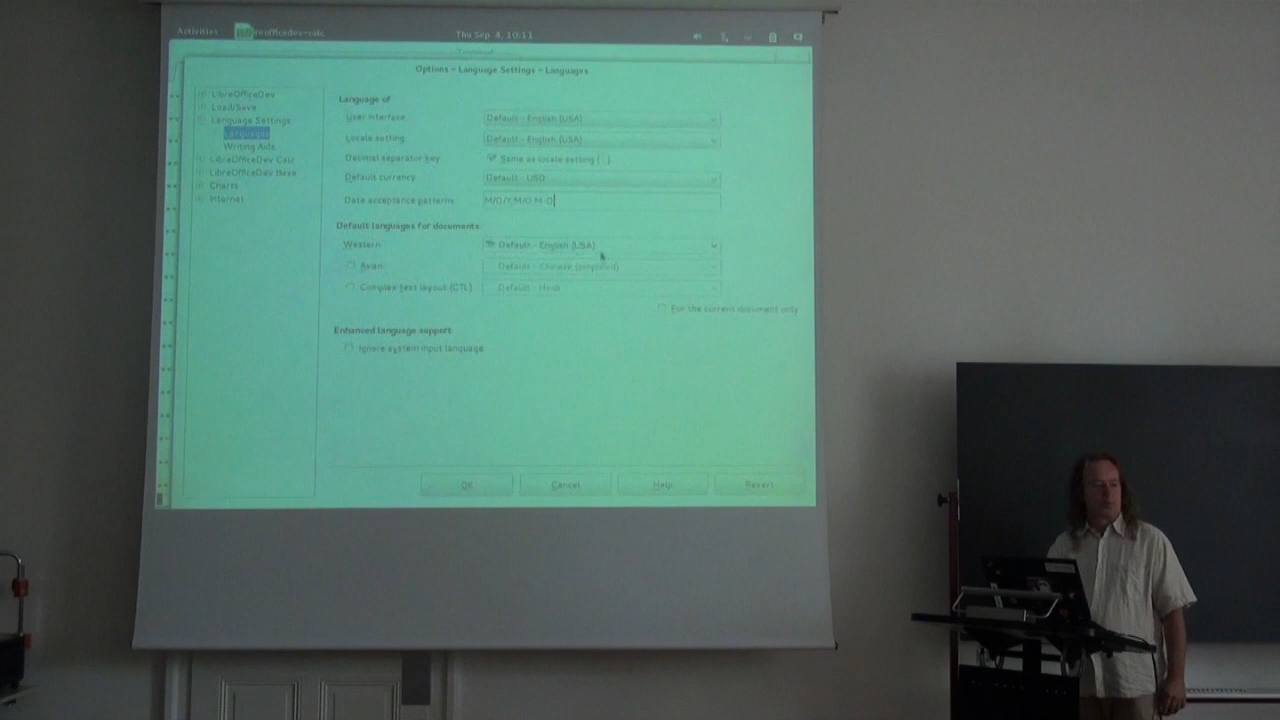 Activities libreofficedev-calc Thu Sep 4, 10:11
Terminal
Options - Language Settings - Languages
LibreOfficeDev
Load/Save
Language Settings
Languages
Writing Aids
LibreOfficeDev Calc
LibreOfficeDev Base
Charts
Internet
Language of
User interface Default - English (USA)
Locale setting Default - English (USA)
Decimal separator key Same as locale setting ( . )
Default currency Default - USD
Date acceptance patterns M/D/Y;M/D;M-D
Default languages for documents
Western Default - English (USA)
Asian Default - Chinese (simplified)
Complex text layout (CTL) Default - Hindi
For the current document only
Enhanced language support
Ignore system input language
OK Cancel Help Revert